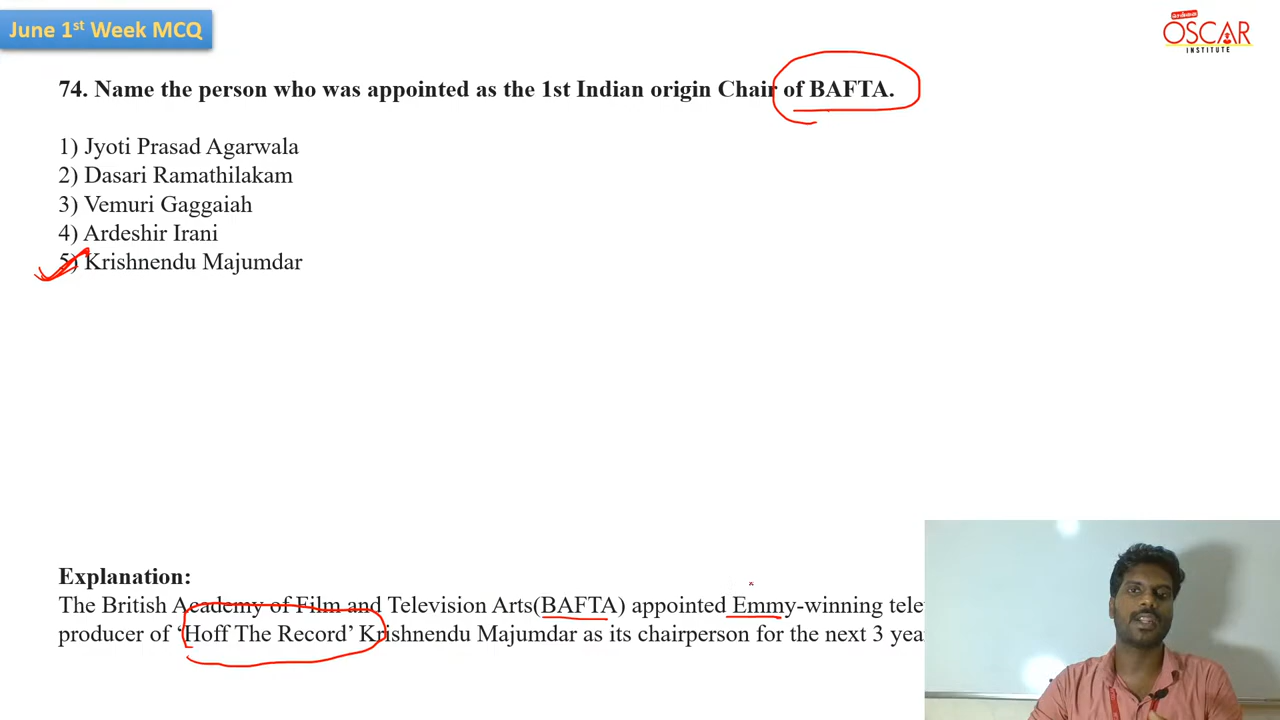 June 1st Week MCQ
OSCAR
INSTITUTE
74. Name the person who was appointed as the 1st Indian origin Chair of BAFTA.
1) Jyoti Prasad Agarwala
2) Dasari Ramathilakam
3) Vemuri Gaggaiah
4) Ardeshir Irani
5) Krishnendu Majumdar
Explanation:
The British Academy of Film and Television Arts(BAFTA) appointed Emmy-winning tele
producer of ‘Hoff The Record’ Krishnendu Majumdar as its chairperson for the next 3 yea